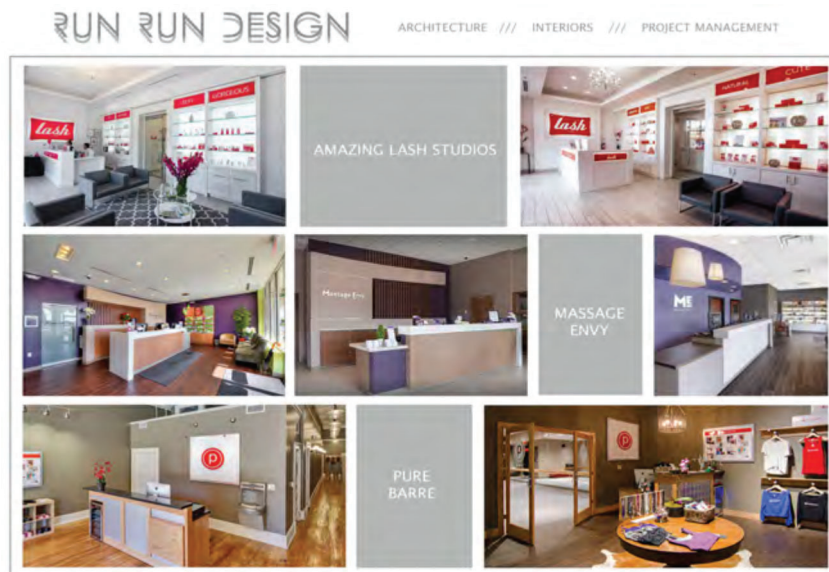 RUN RUN DESIGN
ARCHITECTURE /// INTERIORS /// PROJECT MANAGEMENT
lash
GORGEOUS
AMAZING LASH STUDIOS
lash
NATURAL
CUTE
Massage Envy
MASSAGE
ENVY
ME
P
PURE
BARRE
P